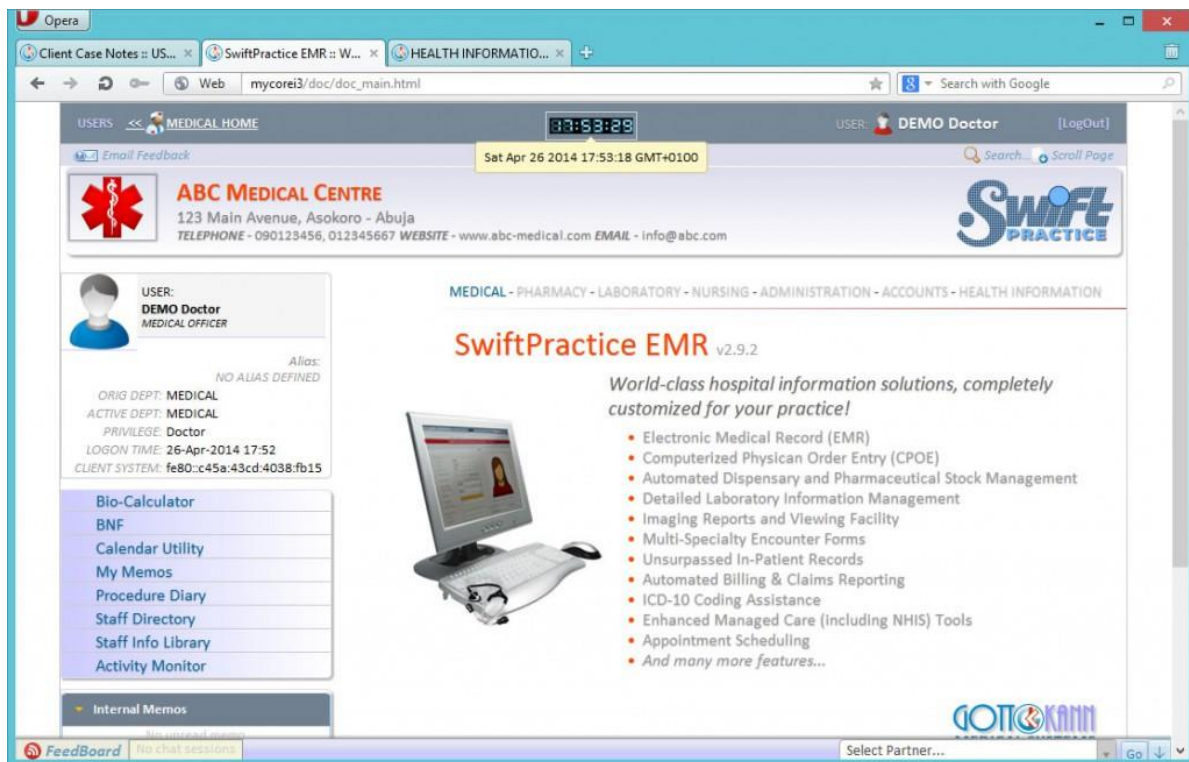 Opera
Client Case Notes :: US...
SwiftPractice EMR :: W...
HEALTH INFORMATIO...
Web mycorei3/doc/doc_main.html
Search with Google
USERS << MEDICAL HOME
17:53:29
USER: DEMO Doctor [LogOut]
Email Feedback
Sat Apr 26 2014 17:53:18 GMT+0100
Search... Scroll Page
ABC MEDICAL CENTRE
123 Main Avenue, Asokoro - Abuja
TELEPHONE - 090123456, 012345667 WEBSITE - www.abc-medical.com EMAIL - info@abc.com
Swift
PRACTICE
USER:
DEMO Doctor
MEDICAL OFFICER
Alias:
NO ALIAS DEFINED
ORIG DEPT: MEDICAL
ACTIVE DEPT: MEDICAL
PRIVILEGE: Doctor
LOGON TIME: 26-Apr-2014 17:52
CLIENT SYSTEM: fe80::c45a:43cd:4038:fb15
Bio-Calculator
BNF
Calendar Utility
My Memos
Procedure Diary
Staff Directory
Staff Info Library
Activity Monitor
Internal Memos
No unread memo
MEDICAL - PHARMACY - LABORATORY - NURSING - ADMINISTRATION - ACCOUNTS - HEALTH INFORMATION
SwiftPractice EMR v2.9.2
World-class hospital information solutions, completely
customized for your practice!
• Electronic Medical Record (EMR)
• Computerized Physican Order Entry (CPOE)
• Automated Dispensary and Pharmaceutical Stock Management
• Detailed Laboratory Information Management
• Imaging Reports and Viewing Facility
• Multi-Specialty Encounter Forms
• Unsurpassed In-Patient Records
• Automated Billing & Claims Reporting
• ICD-10 Coding Assistance
• Enhanced Managed Care (including NHIS) Tools
• Appointment Scheduling
• And many more features...
GOTTKANN
MEDICAL SYSTEMS
FeedBoard
No chat sessions
Select Partner...
Go